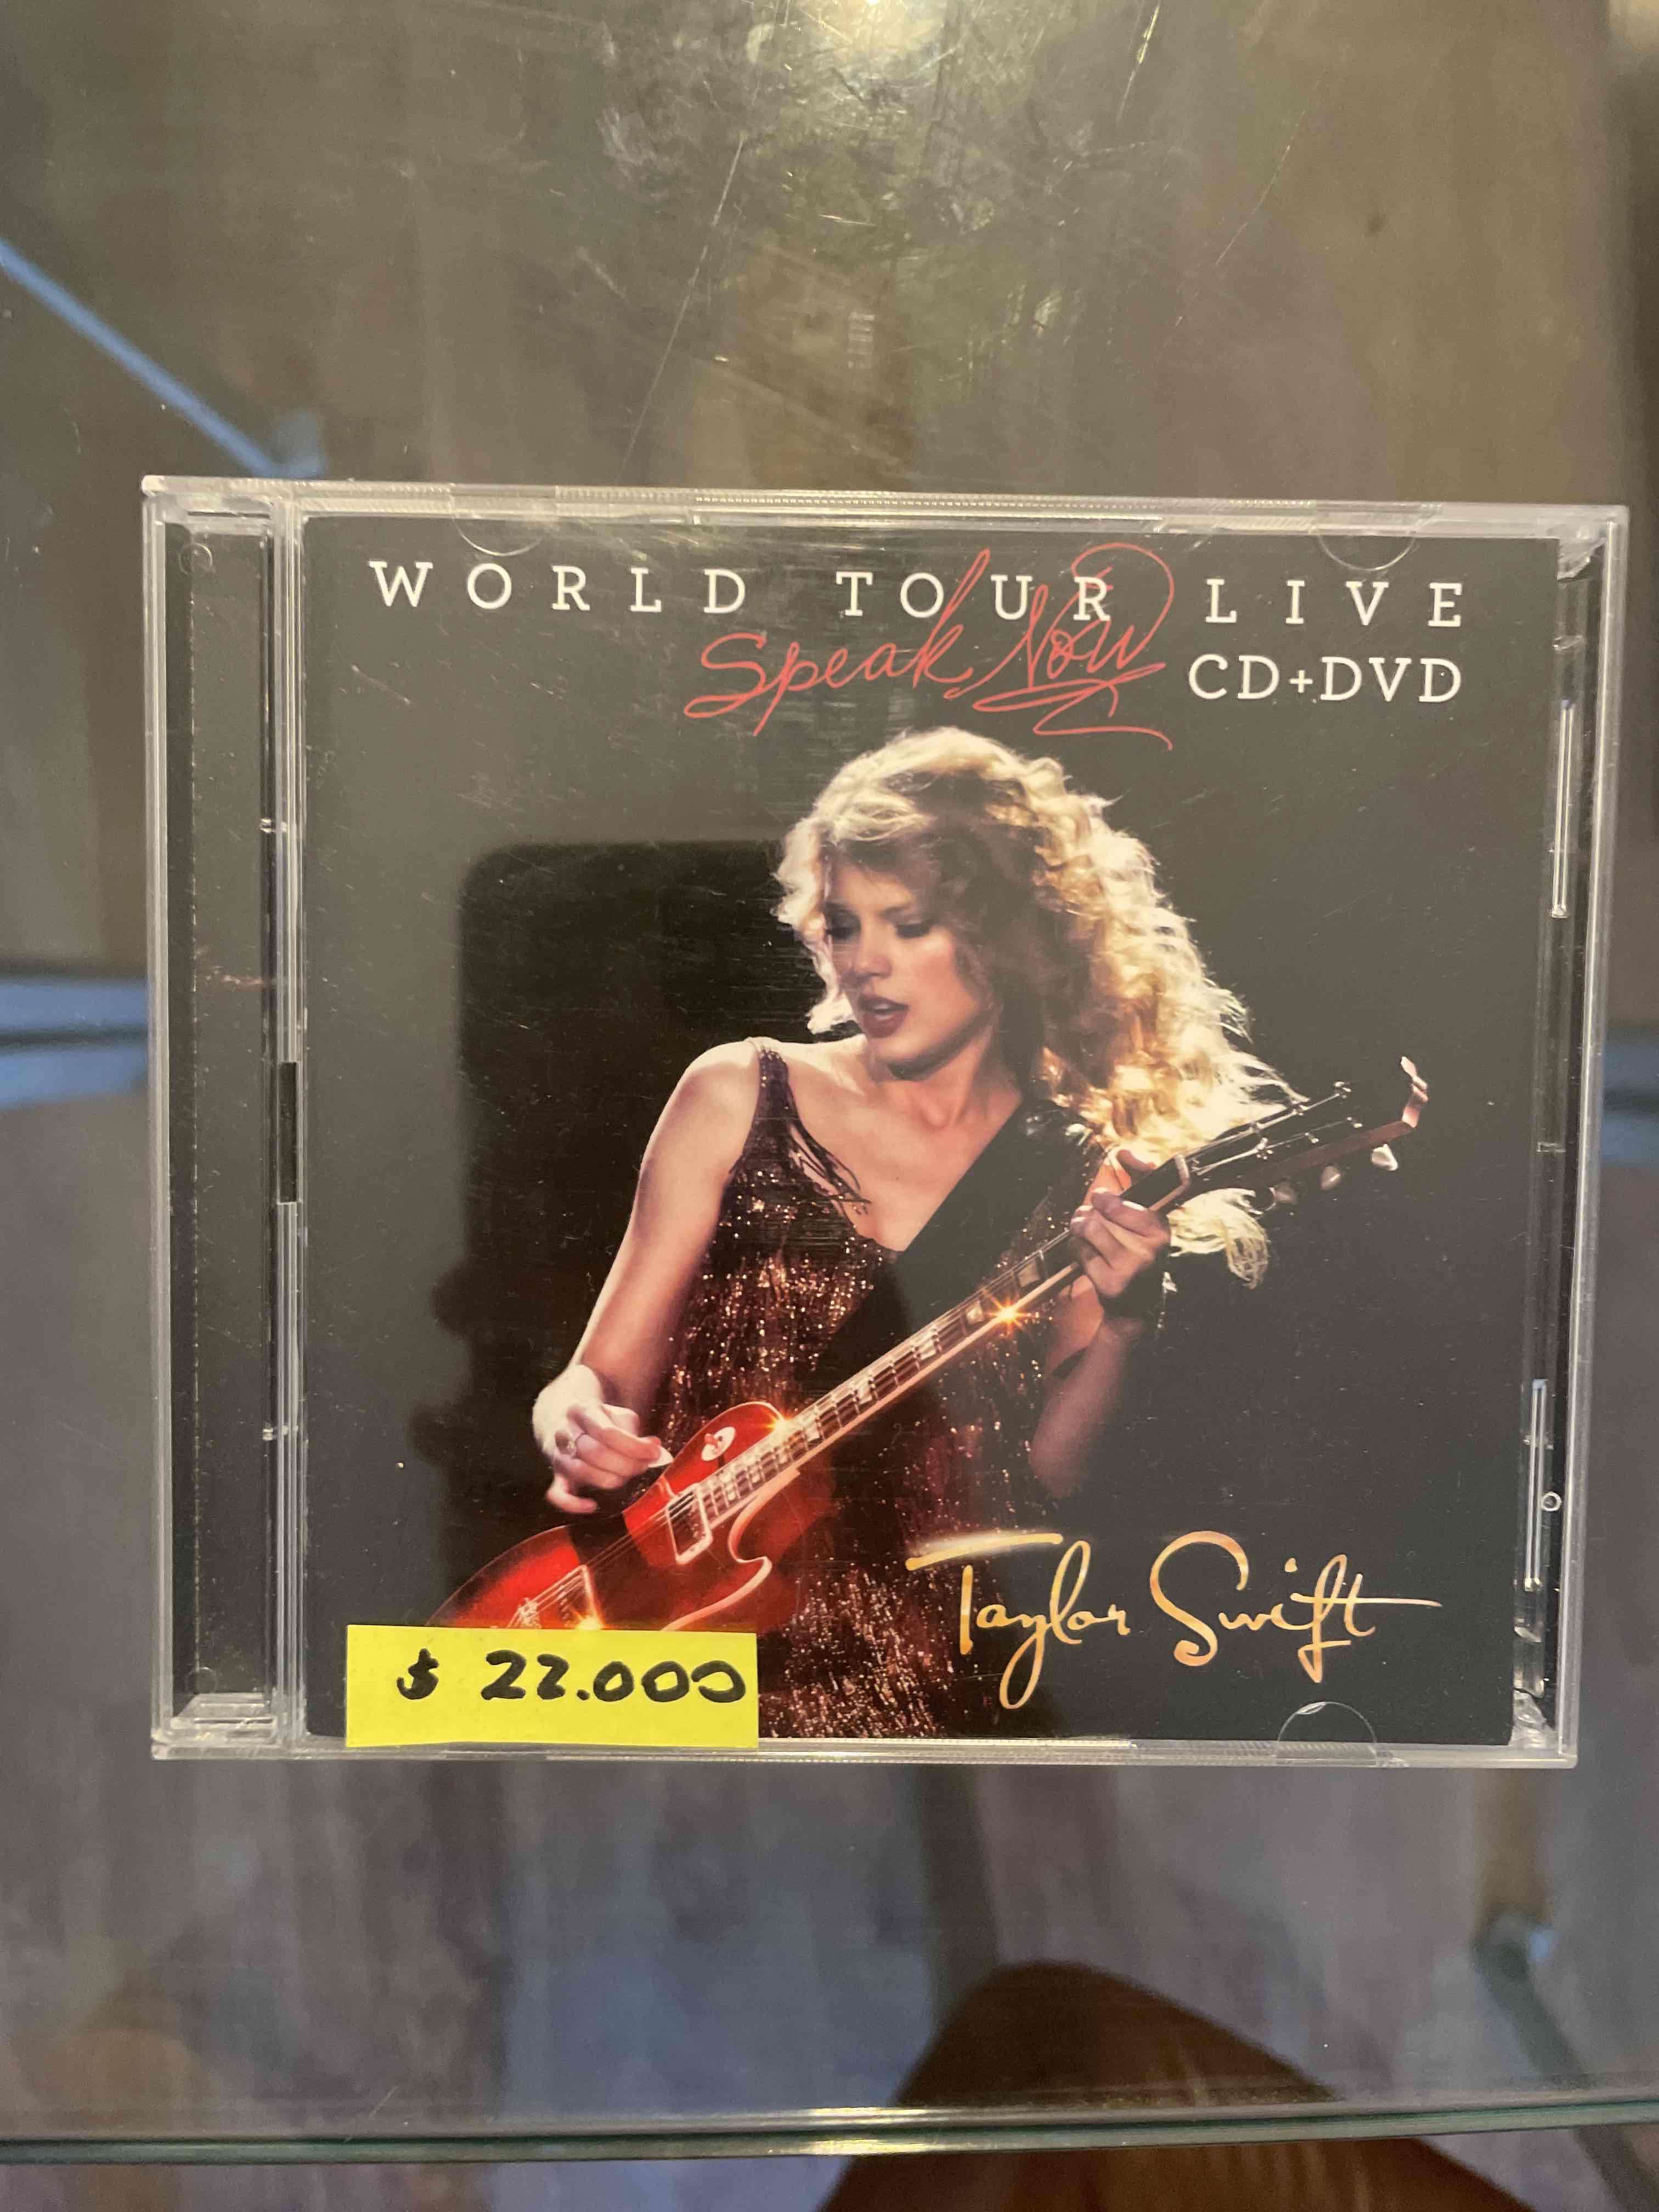 WORLD TOUR LIVE
Speak Now CD+DVD
Taylor Swift
$ 22.000